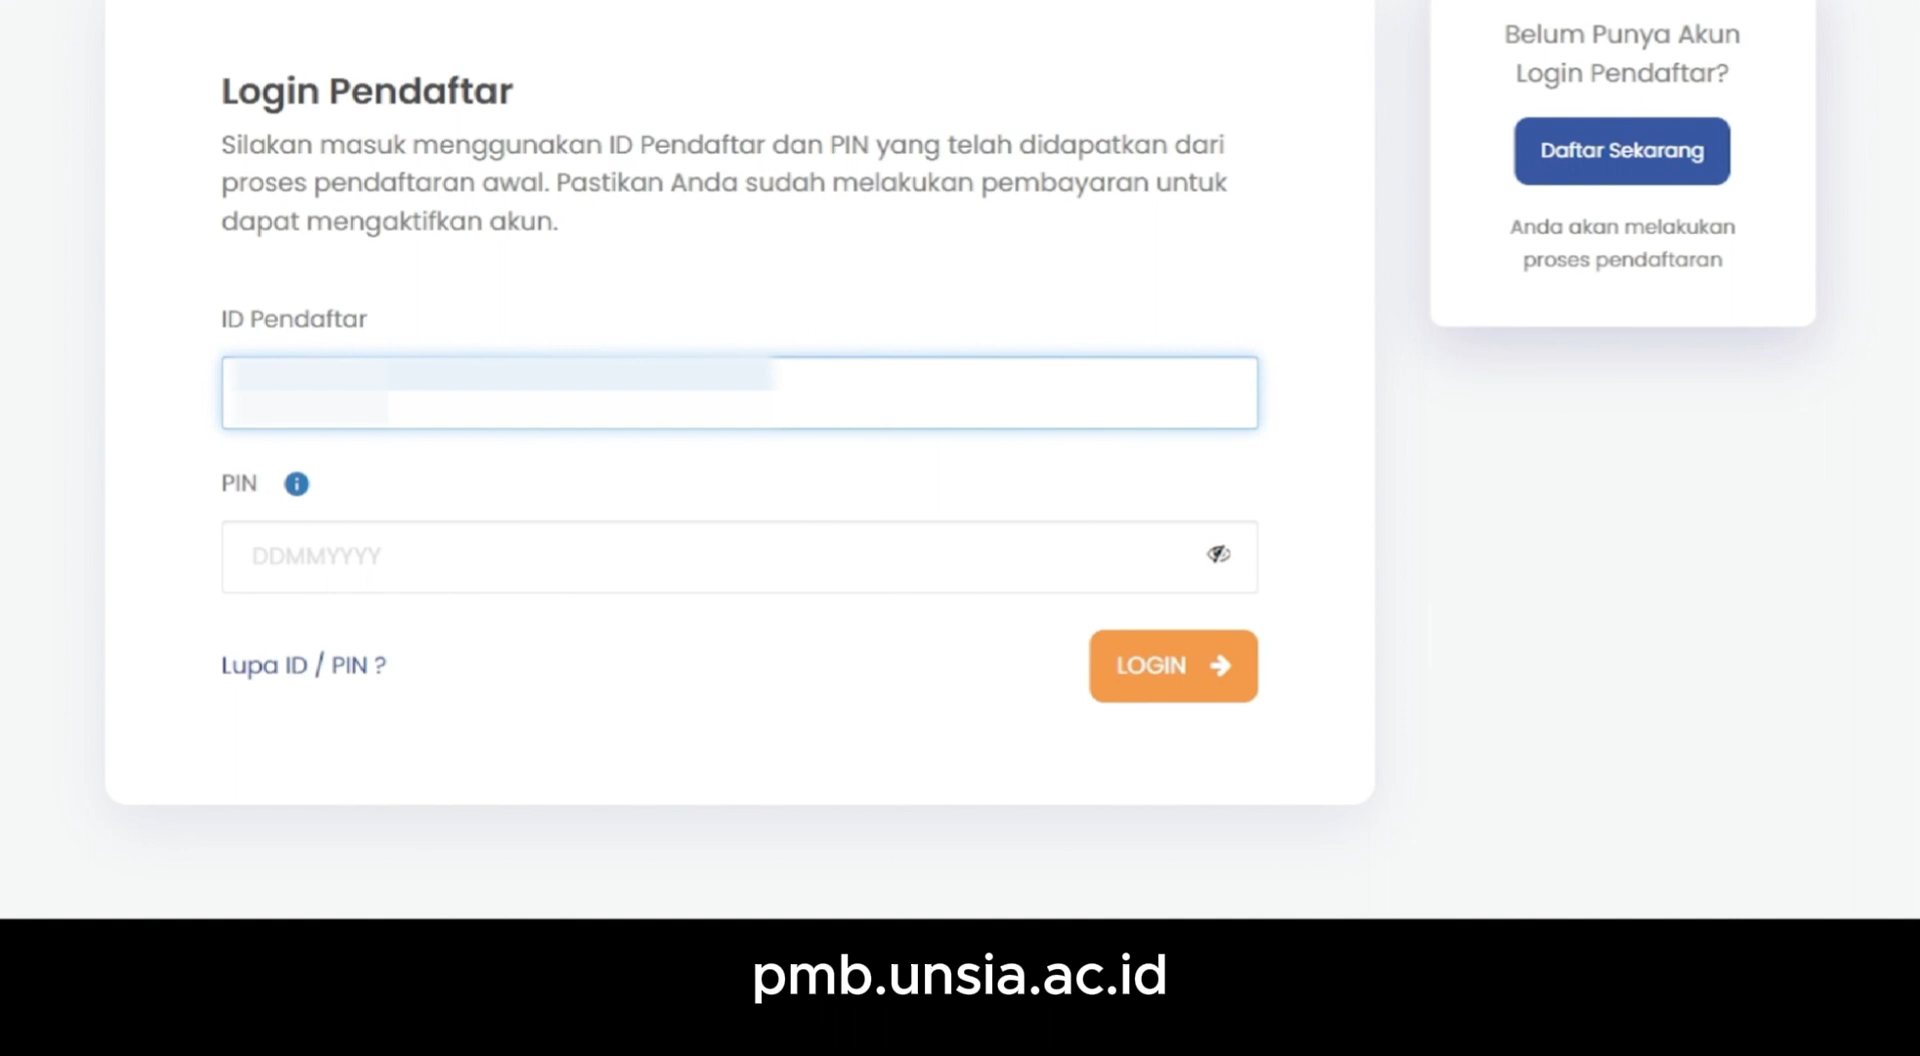 Login Pendaftar
Silakan masuk menggunakan ID Pendaftar dan PIN yang telah didapatkan dari
proses pendaftaran awal. Pastikan Anda sudah melakukan pembayaran untuk
dapat mengaktifkan akun.
ID Pendaftar
PIN
DDMMYYYY
Lupa ID / PIN ?
LOGIN
Belum Punya Akun
Login Pendaftar?
Daftar Sekarang
Anda akan melakukan
proses pendaftaran
pmb.unsia.ac.id